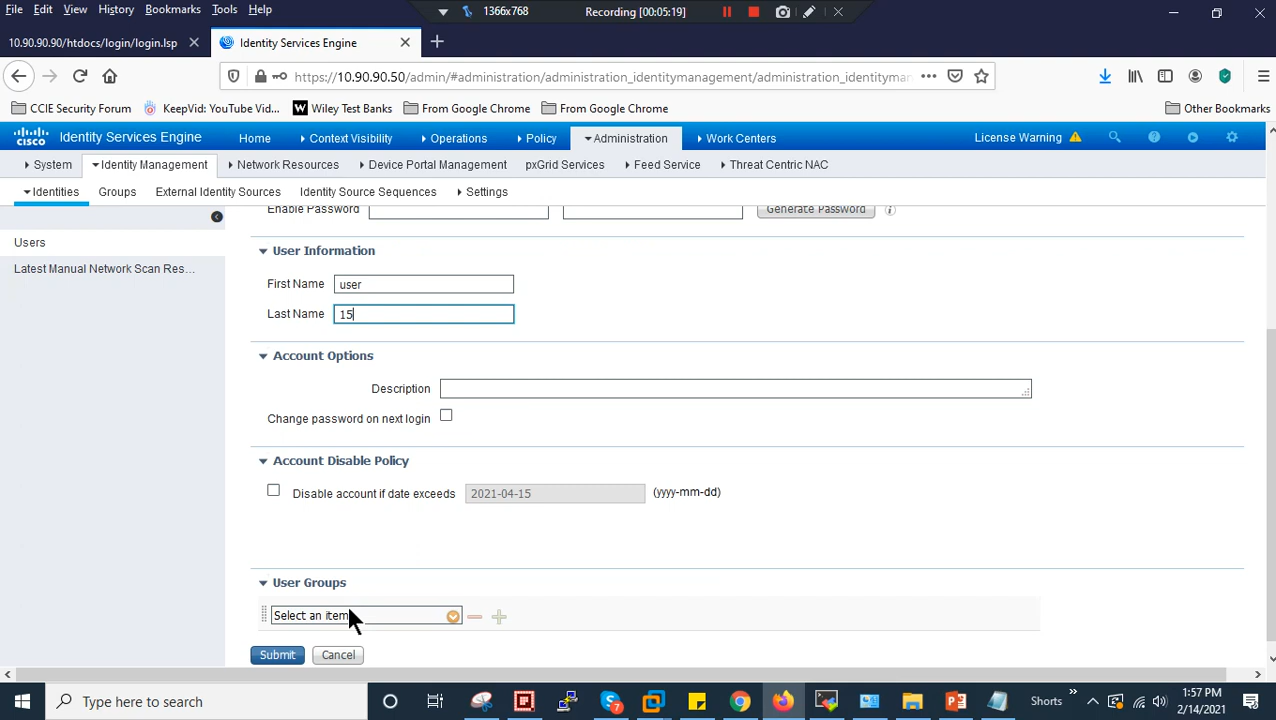 File Edit View History Bookmarks Tools Help
1366x768 Recording [00:05:19]
10.90.90.90/htdocs/login/login.lsp
Identity Services Engine
https://10.90.90.50/admin/#administration/administration_identitymanagement/administration_identitymar
CCIE Security Forum KeepVid: YouTube Vid... Wiley Test Banks From Google Chrome From Google Chrome Other Bookmarks
cisco Identity Services Engine Home Context Visibility Operations Policy Administration Work Centers License Warning
System Identity Management Network Resources Device Portal Management pxGrid Services Feed Service Threat Centric NAC
Identities Groups External Identity Sources Identity Source Sequences Settings
Users
Latest Manual Network Scan Res...
Enable Password Generate Password
User Information
First Name user
Last Name 15
Account Options
Description
Change password on next login
Account Disable Policy
Disable account if date exceeds 2021-04-15 (yyyy-mm-dd)
User Groups
Select an item
Submit Cancel
Type here to search
Shorts
1:57 PM
2/14/2021